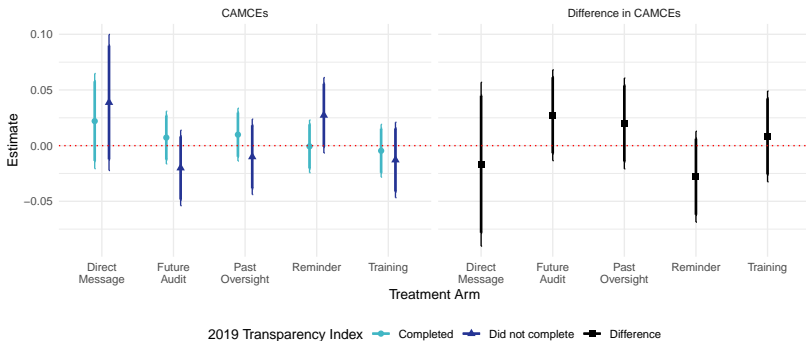 CAMCEs
Difference in CAMCEs
0.10
0.05
0.00
−0.05
Estimate
Direct
Message
Future
Audit
Past
Oversight
Reminder
Training
Direct
Message
Future
Audit
Past
Oversight
Reminder
Training
Treatment Arm
2019 Transparency Index Completed Did not complete Difference